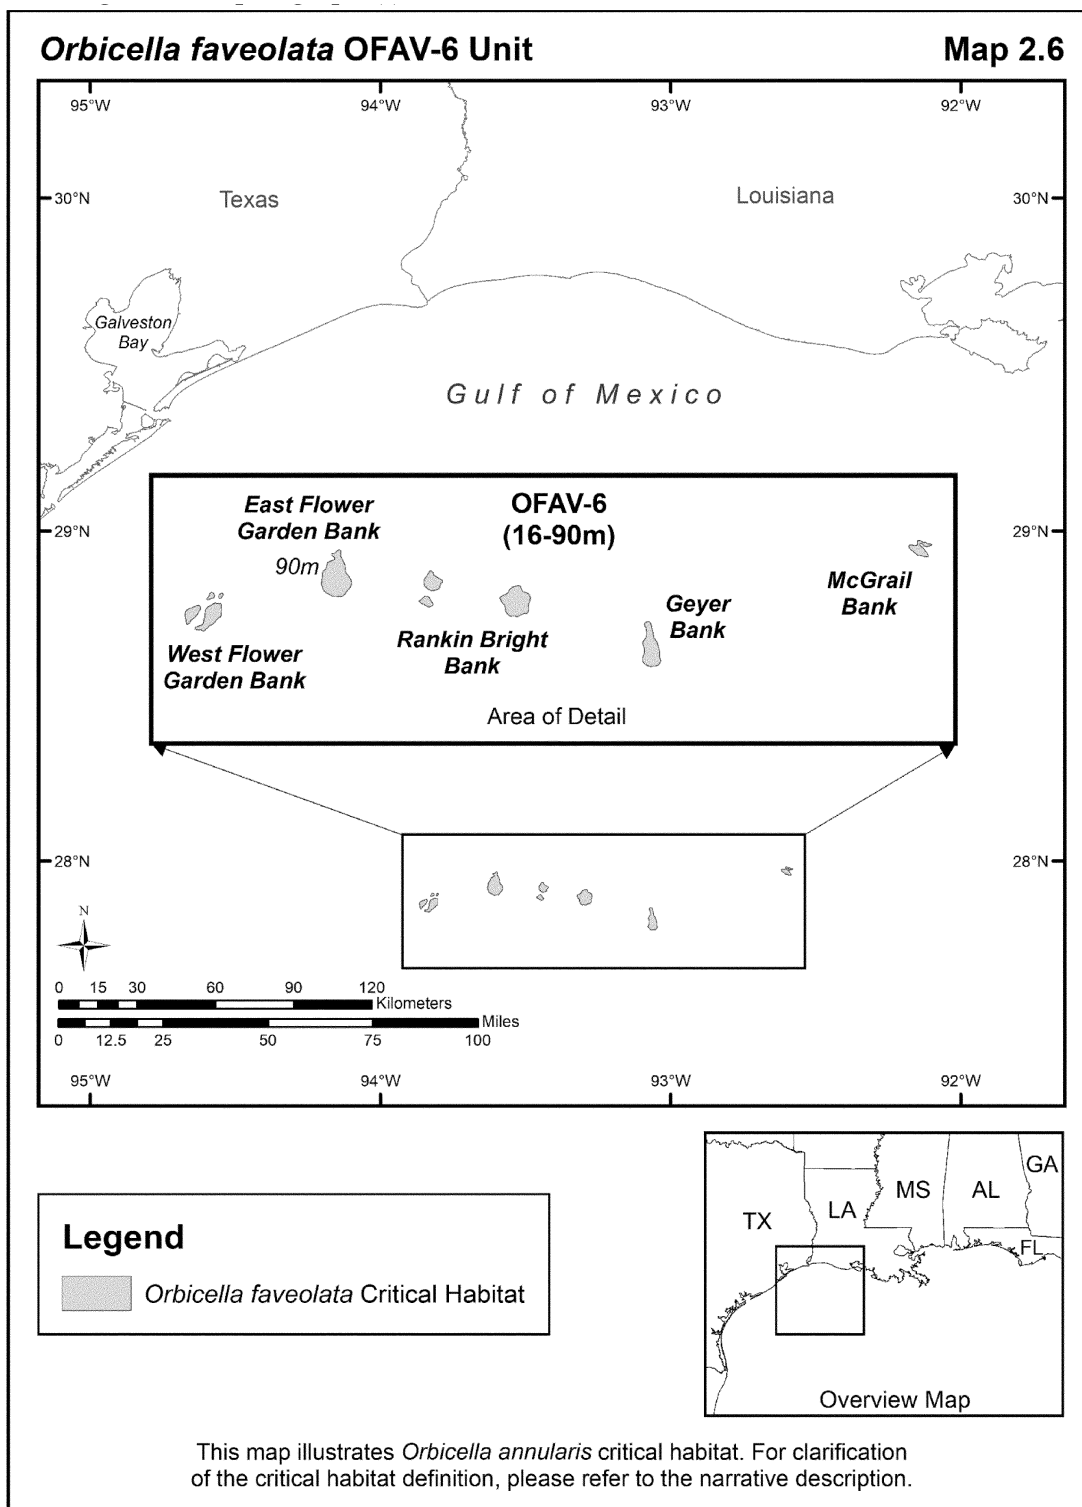 Orbicella faveolata OFAV-6 Unit
Map 2.6
95°W
94°W
93°W
92°W
30°N
Texas
Louisiana
30°N
Galveston
Bay
Gulf of Mexico
29°N
29°N
East Flower
Garden Bank
90m
OFAV-6
(16-90m)
McGrail
Bank
Geyer
Bank
Rankin Bright
Bank
West Flower
Garden Bank
Area of Detail
28°N
28°N
N
0 15 30 60 90 120
Kilometers
Miles
0 12.5 25 50 75 100
95°W
94°W
93°W
92°W
Legend
Orbicella faveolata Critical Habitat
TX
LA
MS
AL
GA
FL
Overview Map
This map illustrates Orbicella annularis critical habitat. For clarification
of the critical habitat definition, please refer to the narrative description.